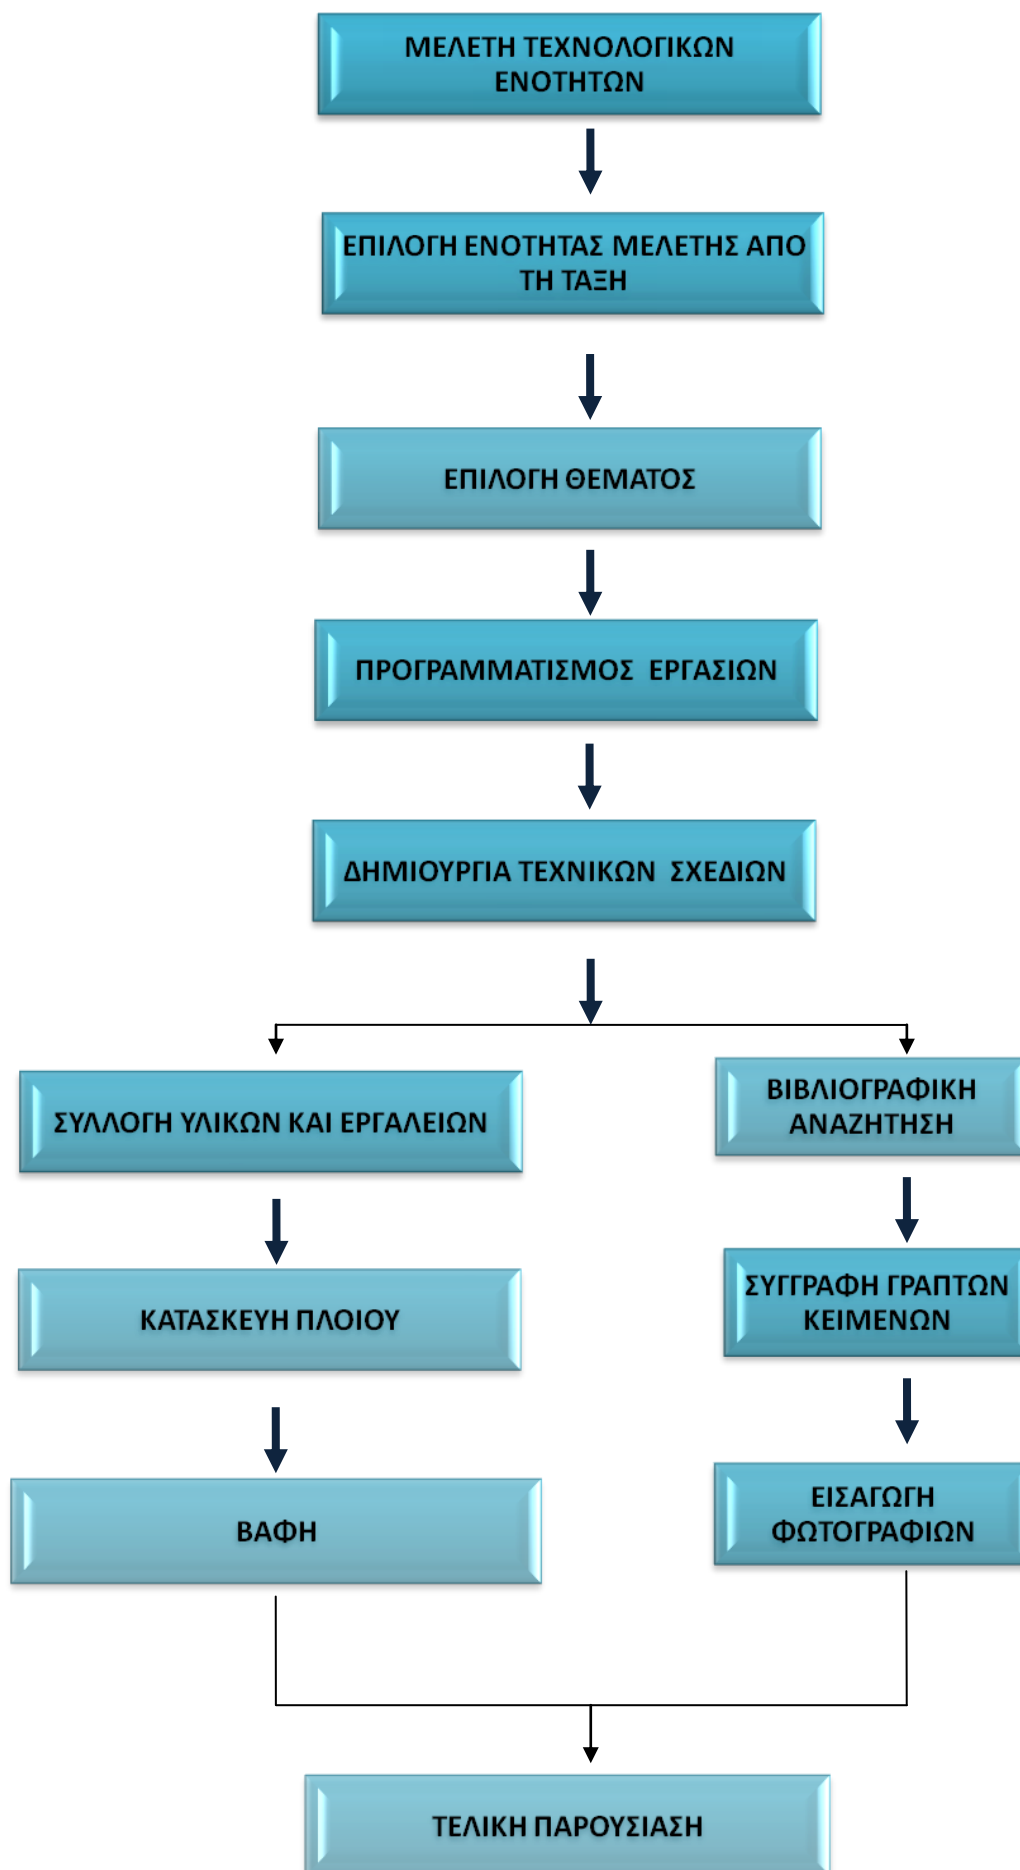 ΜΕΛΕΤΗ ΤΕΧΝΟΛΟΓΙΚΩΝ
ΕΝΟΤΗΤΩΝ
ΕΠΙΛΟΓΗ ΕΝΟΤΗΤΑΣ ΜΕΛΕΤΗΣ ΑΠΟ
ΤΗ ΤΑΞΗ
ΕΠΙΛΟΓΗ ΘΕΜΑΤΟΣ
ΠΡΟΓΡΑΜΜΑΤΙΣΜΟΣ ΕΡΓΑΣΙΩΝ
ΔΗΜΙΟΥΡΓΙΑ ΤΕΧΝΙΚΩΝ ΣΧΕΔΙΩΝ
ΣΥΛΛΟΓΗ ΥΛΙΚΩΝ ΚΑΙ ΕΡΓΑΛΕΙΩΝ
ΚΑΤΑΣΚΕΥΗ ΠΛΟΙΟΥ
ΒΑΦΗ
ΒΙΒΛΙΟΓΡΑΦΙΚΗ
ΑΝΑΖΗΤΗΣΗ
ΣΥΓΓΡΑΦΗ ΓΡΑΠΤΩΝ
ΚΕΙΜΕΝΩΝ
ΕΙΣΑΓΩΓΗ
ΦΩΤΟΓΡΑΦΙΩΝ
ΤΕΛΙΚΗ ΠΑΡΟΥΣΙΑΣΗ